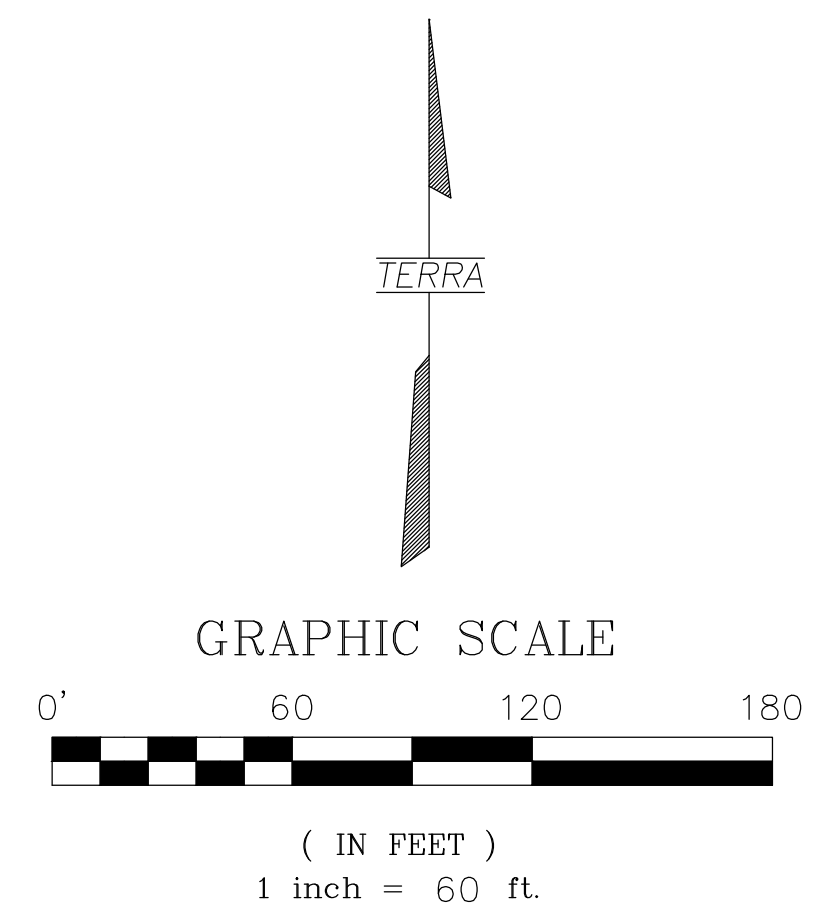 TERRA
GRAPHIC SCALE
0' 60 120 180
( IN FEET )
1 inch = 60 ft.